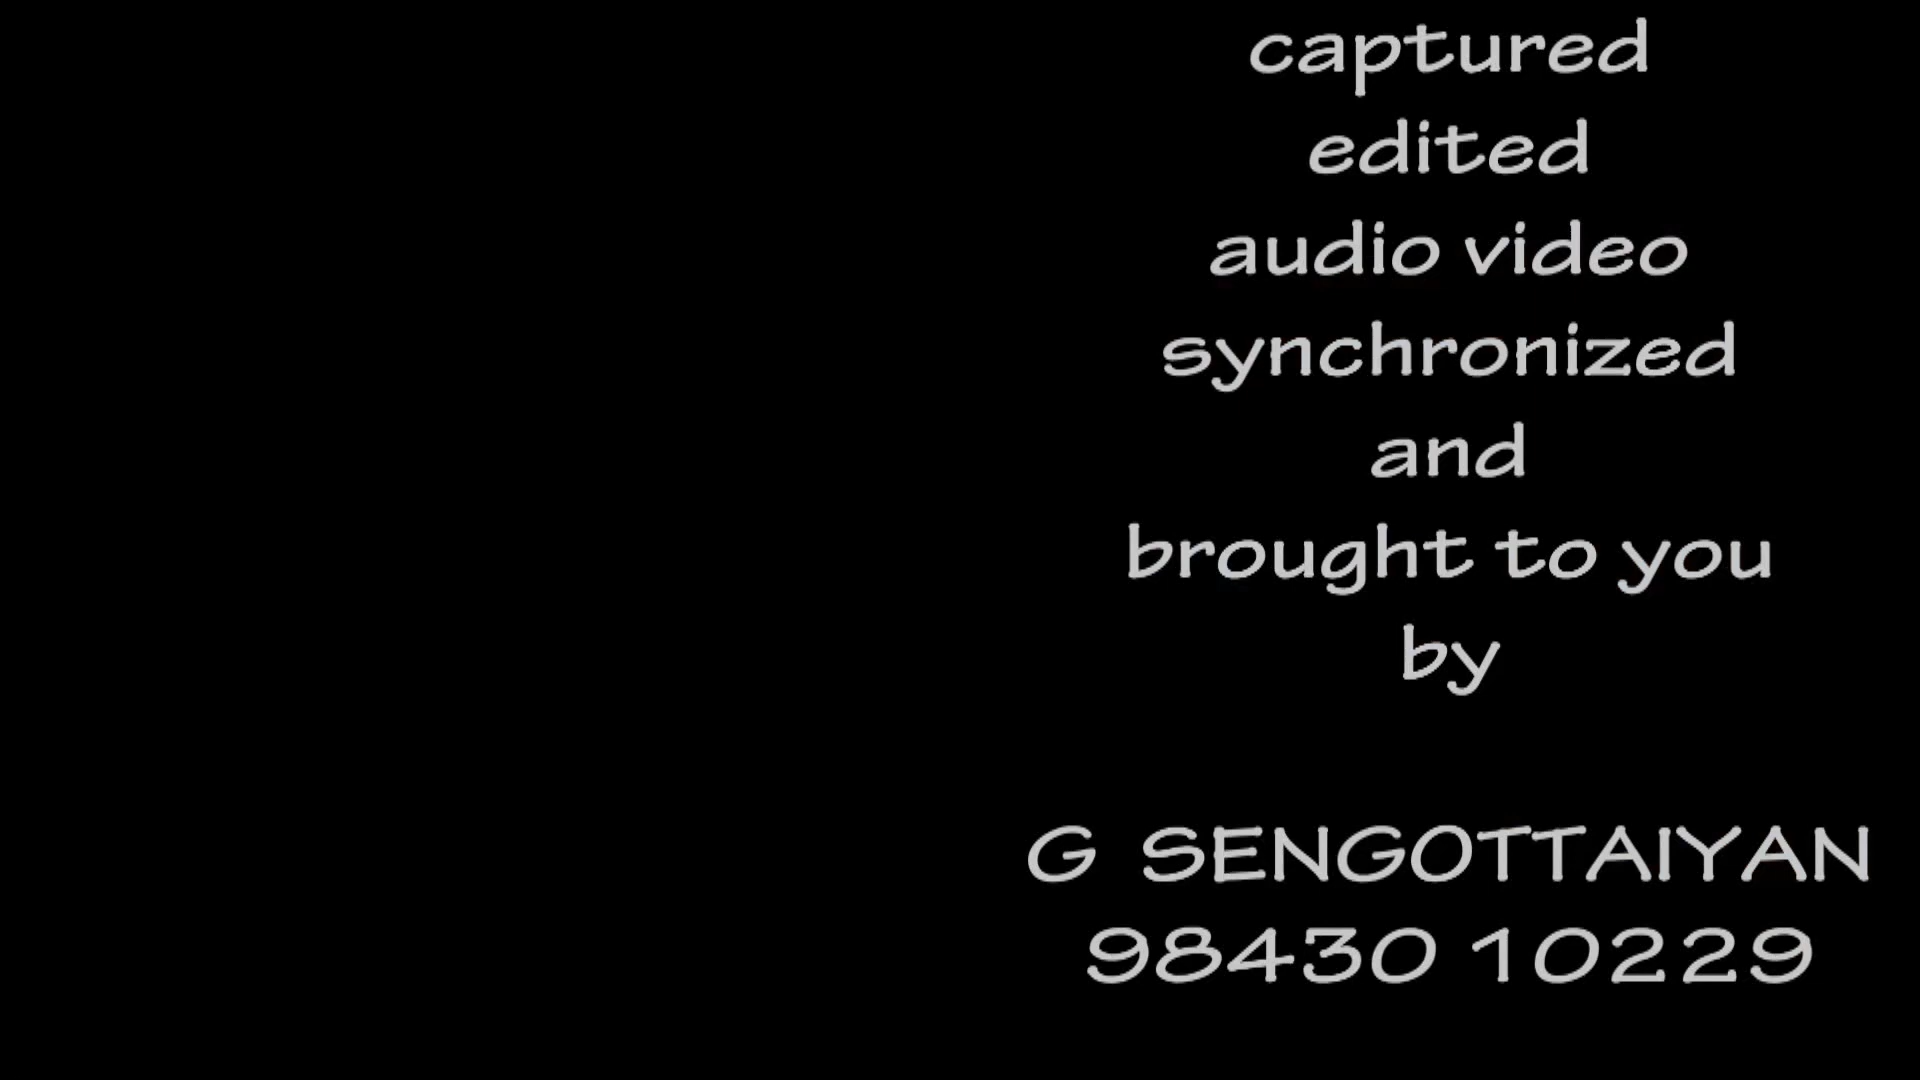 captured
edited
audio video
synchronized
and
brought to you
by
G SENGOTTAIYAN
98430 10229